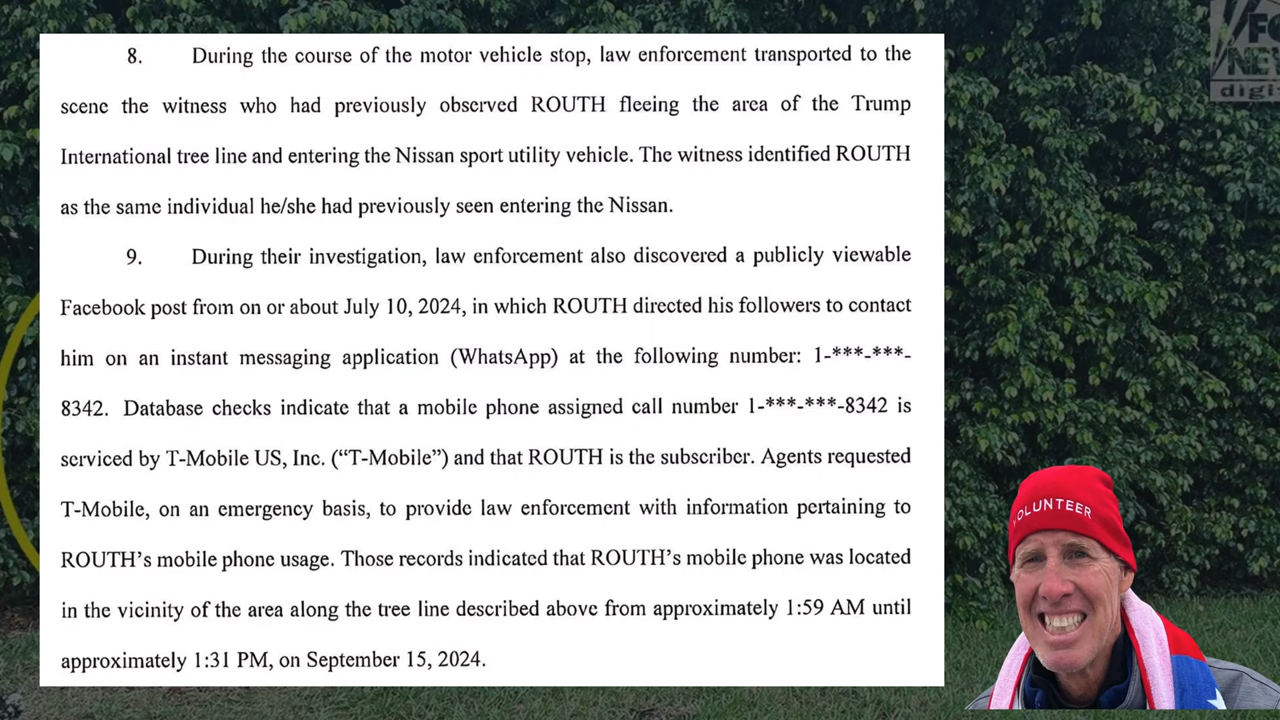 8. During the course of the motor vehicle stop, law enforcement transported to the
scene the witness who had previously observed ROUTH fleeing the area of the Trump
International tree line and entering the Nissan sport utility vehicle. The witness identified ROUTH
as the same individual he/she had previously seen entering the Nissan.
9. During their investigation, law enforcement also discovered a publicly viewable
Facebook post from on or about July 10, 2024, in which ROUTH directed his followers to contact
him on an instant messaging application (WhatsApp) at the following number: 1-***-***-
8342. Database checks indicate that a mobile phone assigned call number 1-***-***-8342 is
serviced by T-Mobile US, Inc. (“T-Mobile”) and that ROUTH is the subscriber. Agents requested
T-Mobile, on an emergency basis, to provide law enforcement with information pertaining to
ROUTH’s mobile phone usage. Those records indicated that ROUTH’s mobile phone was located
in the vicinity of the area along the tree line described above from approximately 1:59 AM until
approximately 1:31 PM, on September 15, 2024.
VOLUNTEER